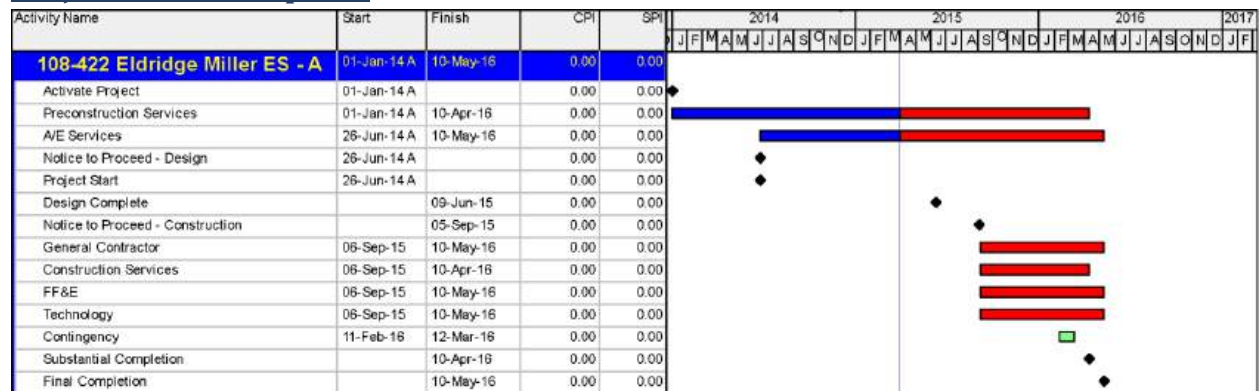 Activity Name Start Finish CPI SPI 2014 2015 2016 2017
J F M A M J J A S O N D J F M A M J J A S O N D J F M A M J J A S O N D J F
108-422 Eldridge Miller ES - A 01-Jan-14 A 10-May-16 0.00 0.00
Activate Project 01-Jan-14 A 0.00 0.00
Preconstruction Services 01-Jan-14 A 10-Apr-16 0.00 0.00
A/E Services 26-Jun-14 A 10-May-16 0.00 0.00
Notice to Proceed - Design 26-Jun-14 A 0.00 0.00
Project Start 26-Jun-14 A 0.00 0.00
Design Complete 09-Jun-15 0.00 0.00
Notice to Proceed - Construction 05-Sep-15 0.00 0.00
General Contractor 06-Sep-15 10-May-16 0.00 0.00
Construction Services 06-Sep-15 10-Apr-16 0.00 0.00
FF&E 06-Sep-15 10-May-16 0.00 0.00
Technology 06-Sep-15 10-May-16 0.00 0.00
Contingency 11-Feb-16 12-Mar-16 0.00 0.00
Substantial Completion 10-Apr-16 0.00 0.00
Final Completion 10-May-16 0.00 0.00